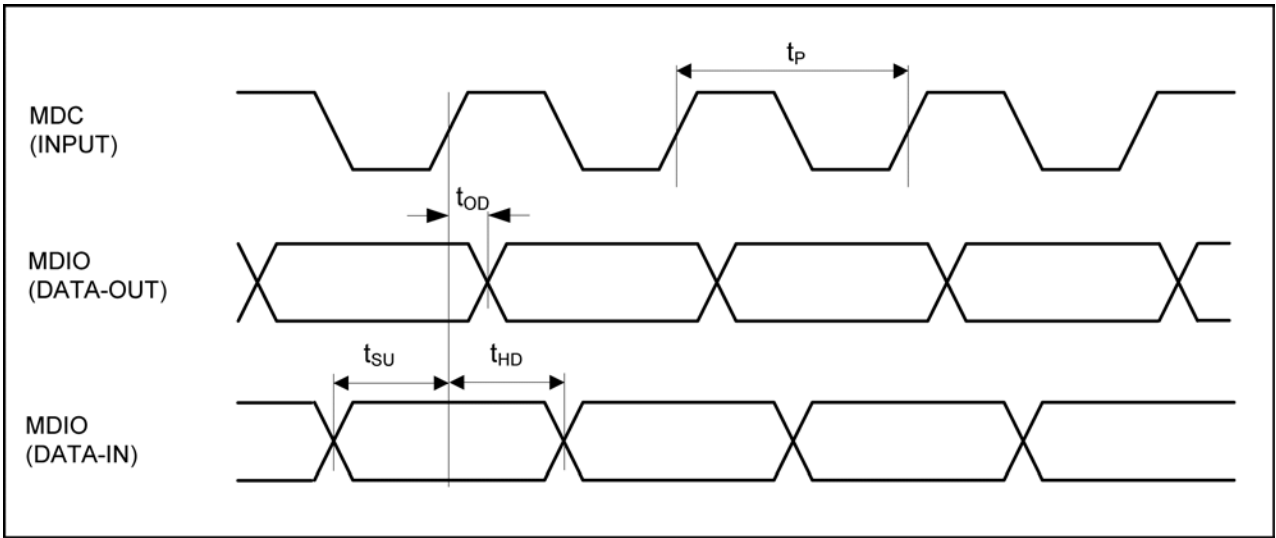 tP
MDC
(INPUT)
tOD
MDIO
(DATA-OUT)
tSU
tHD
MDIO
(DATA-IN)